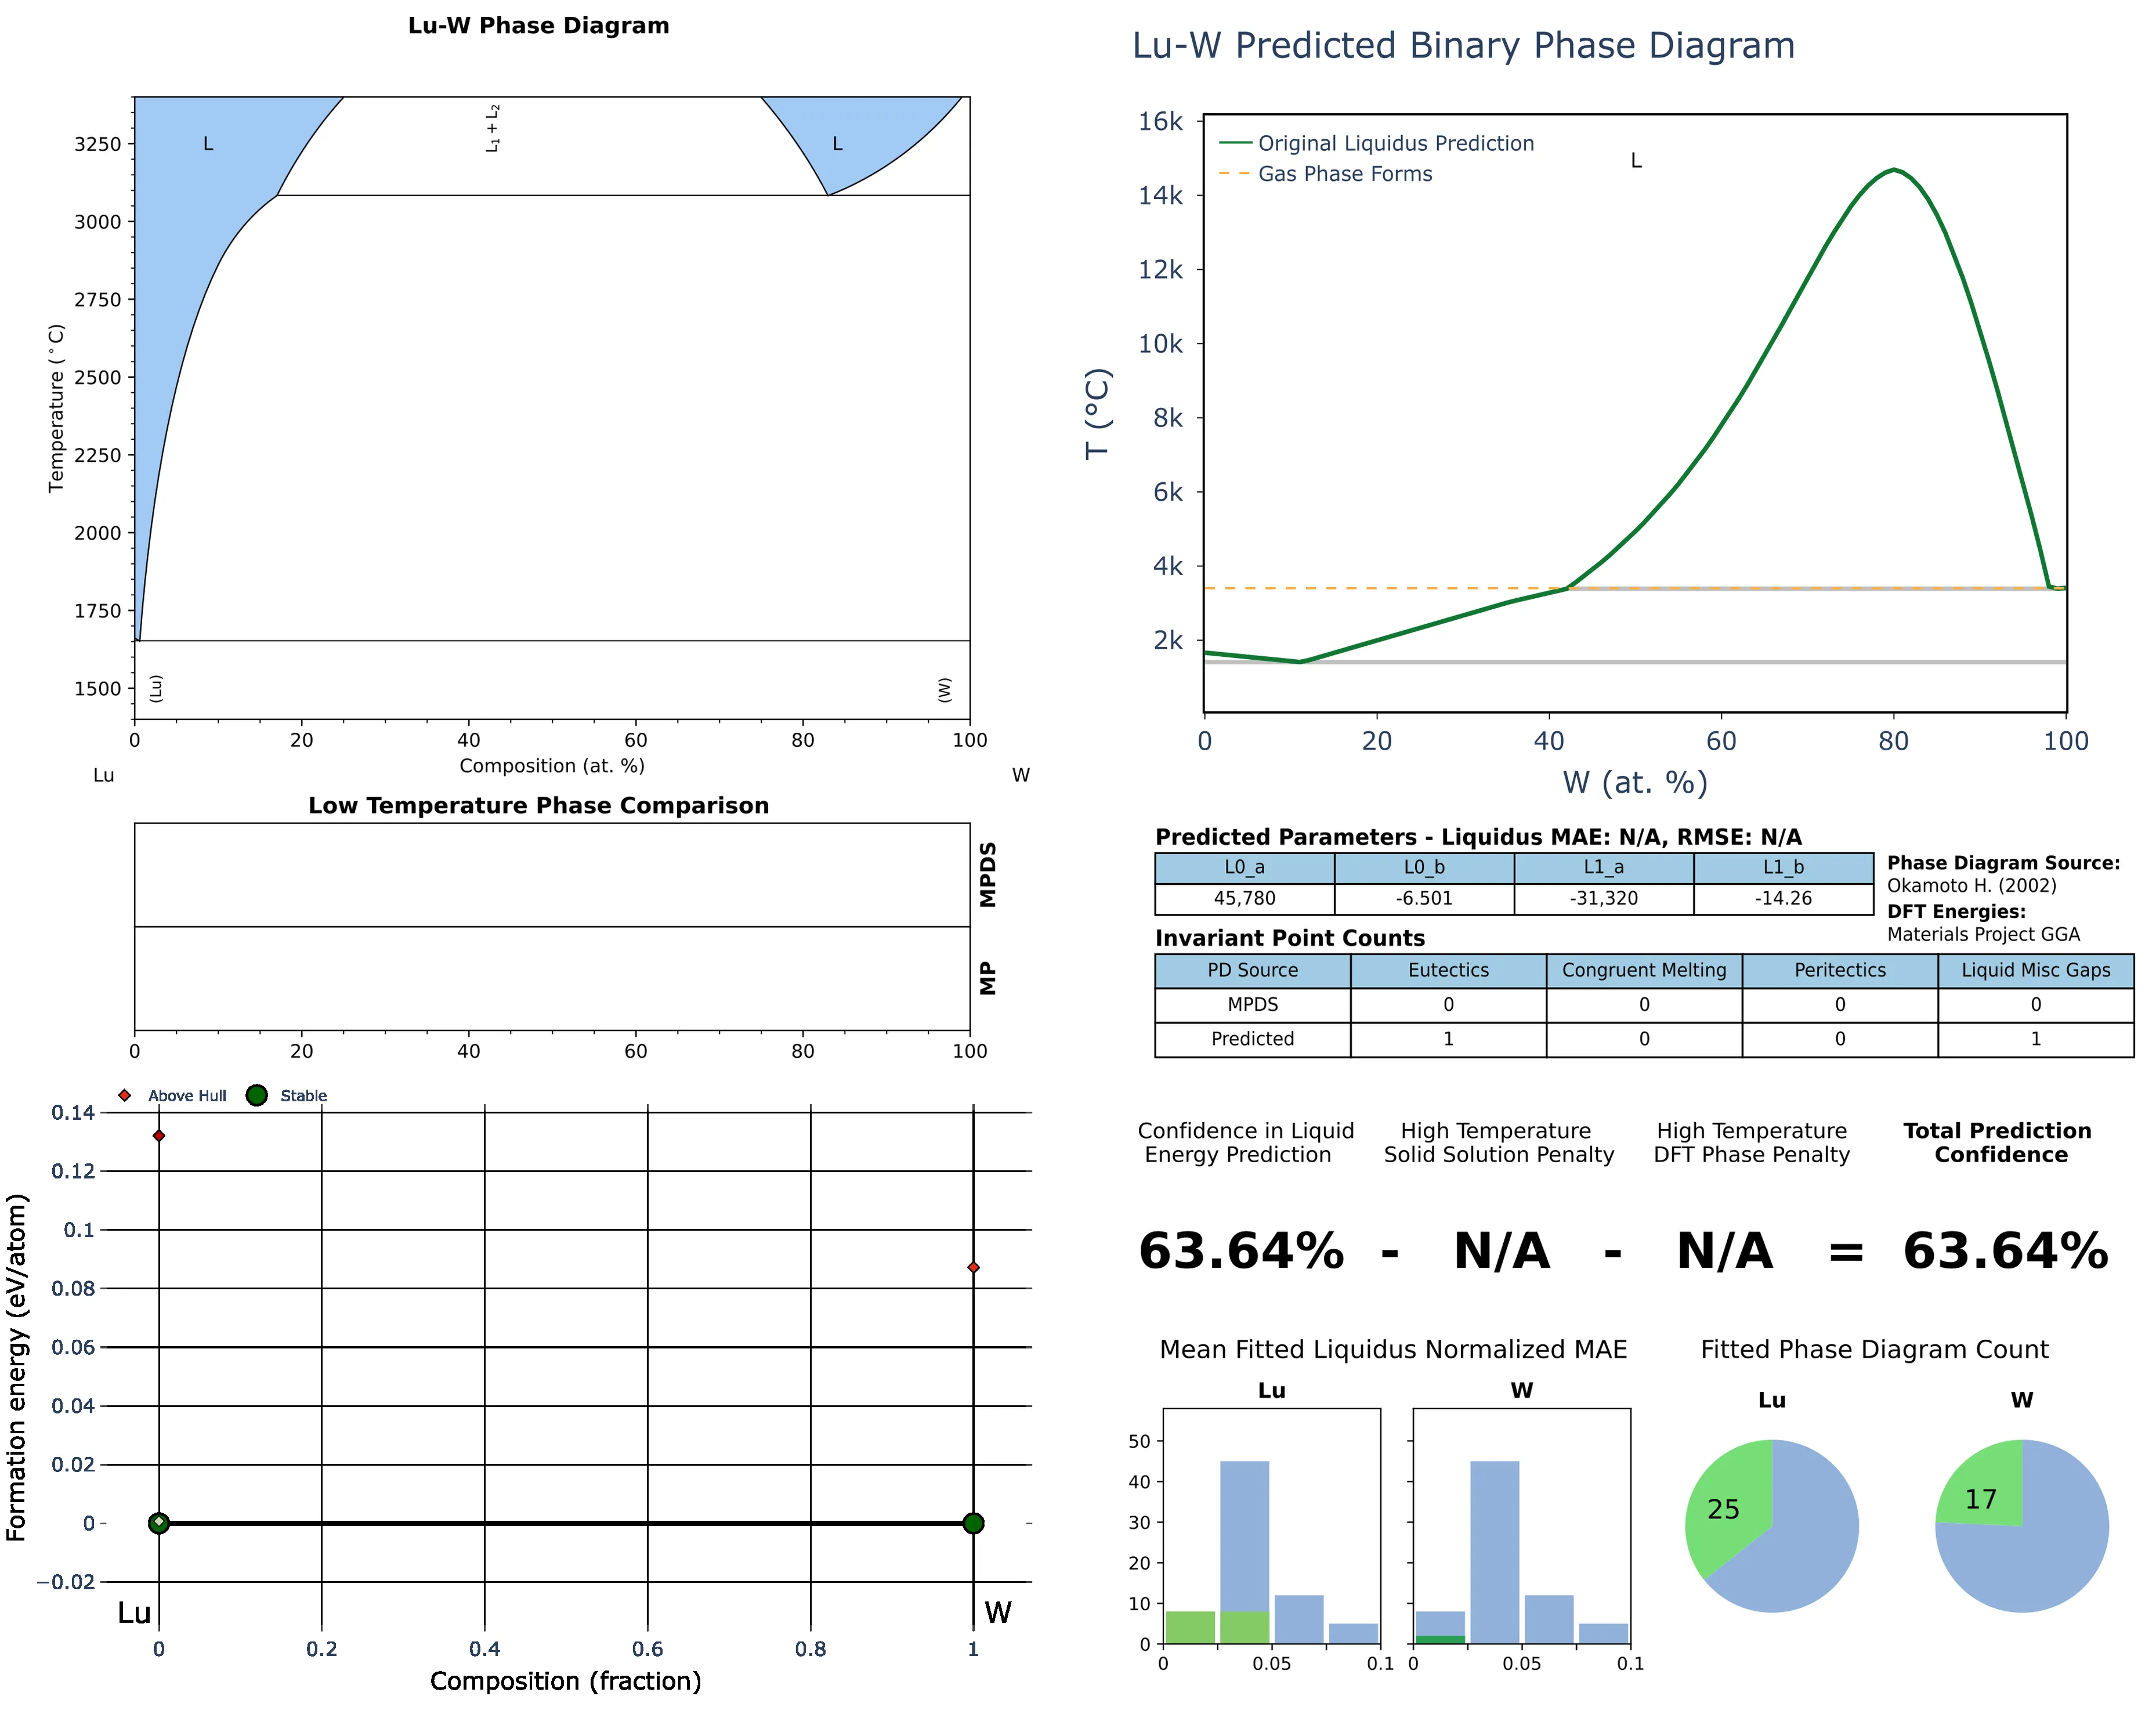 Lu-W Phase Diagram
3250
3000
2750
2500
2250
2000
1750
1500
Temperature (°C)
L
L₁ + L₂
L
(Lu)
(W)
0 20 40 60 80 100
Composition (at. %)
Lu
W
Low Temperature Phase Comparison
MPDS
MP
0 20 40 60 80 100
Above Hull
Stable
0.14
0.12
0.1
0.08
0.06
0.04
0.02
0
−0.02
Formation energy (eV/atom)
Lu
W
0 0.2 0.4 0.6 0.8 1
Composition (fraction)
Lu-W Predicted Binary Phase Diagram
16k
14k
12k
10k
8k
6k
4k
2k
T (°C)
Original Liquidus Prediction
Gas Phase Forms
L
0 20 40 60 80 100
W (at. %)
Predicted Parameters - Liquidus MAE: N/A, RMSE: N/A
L0_a L0_b L1_a L1_b
45,780 -6.501 -31,320 -14.26
Phase Diagram Source:
Okamoto H. (2002)
DFT Energies:
Materials Project GGA
Invariant Point Counts
PD Source Eutectics Congruent Melting Peritectics Liquid Misc Gaps
MPDS 0 0 0 0
Predicted 1 0 0 1
Confidence in Liquid
Energy Prediction
High Temperature
Solid Solution Penalty
High Temperature
DFT Phase Penalty
Total Prediction
Confidence
63.64% - N/A - N/A = 63.64%
Mean Fitted Liquidus Normalized MAE
Lu
W
50
40
30
20
10
0
0 0.05 0.1
0 0.05 0.1
Fitted Phase Diagram Count
Lu
W
25
17